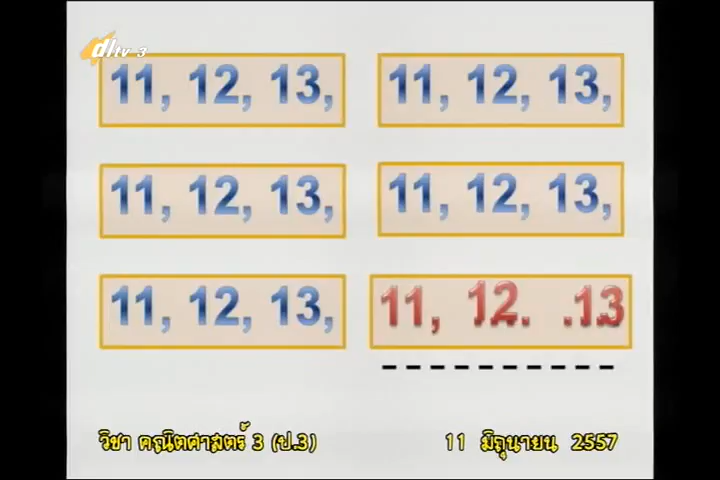 dltv 3
11, 12, 13, 11, 12, 13,
11, 12, 13, 11, 12, 13,
11, 12, 13, 11, 12. .13
วิชา คณิตศาสตร์ 3 (ป.3) 11 มิถุนายน 2557